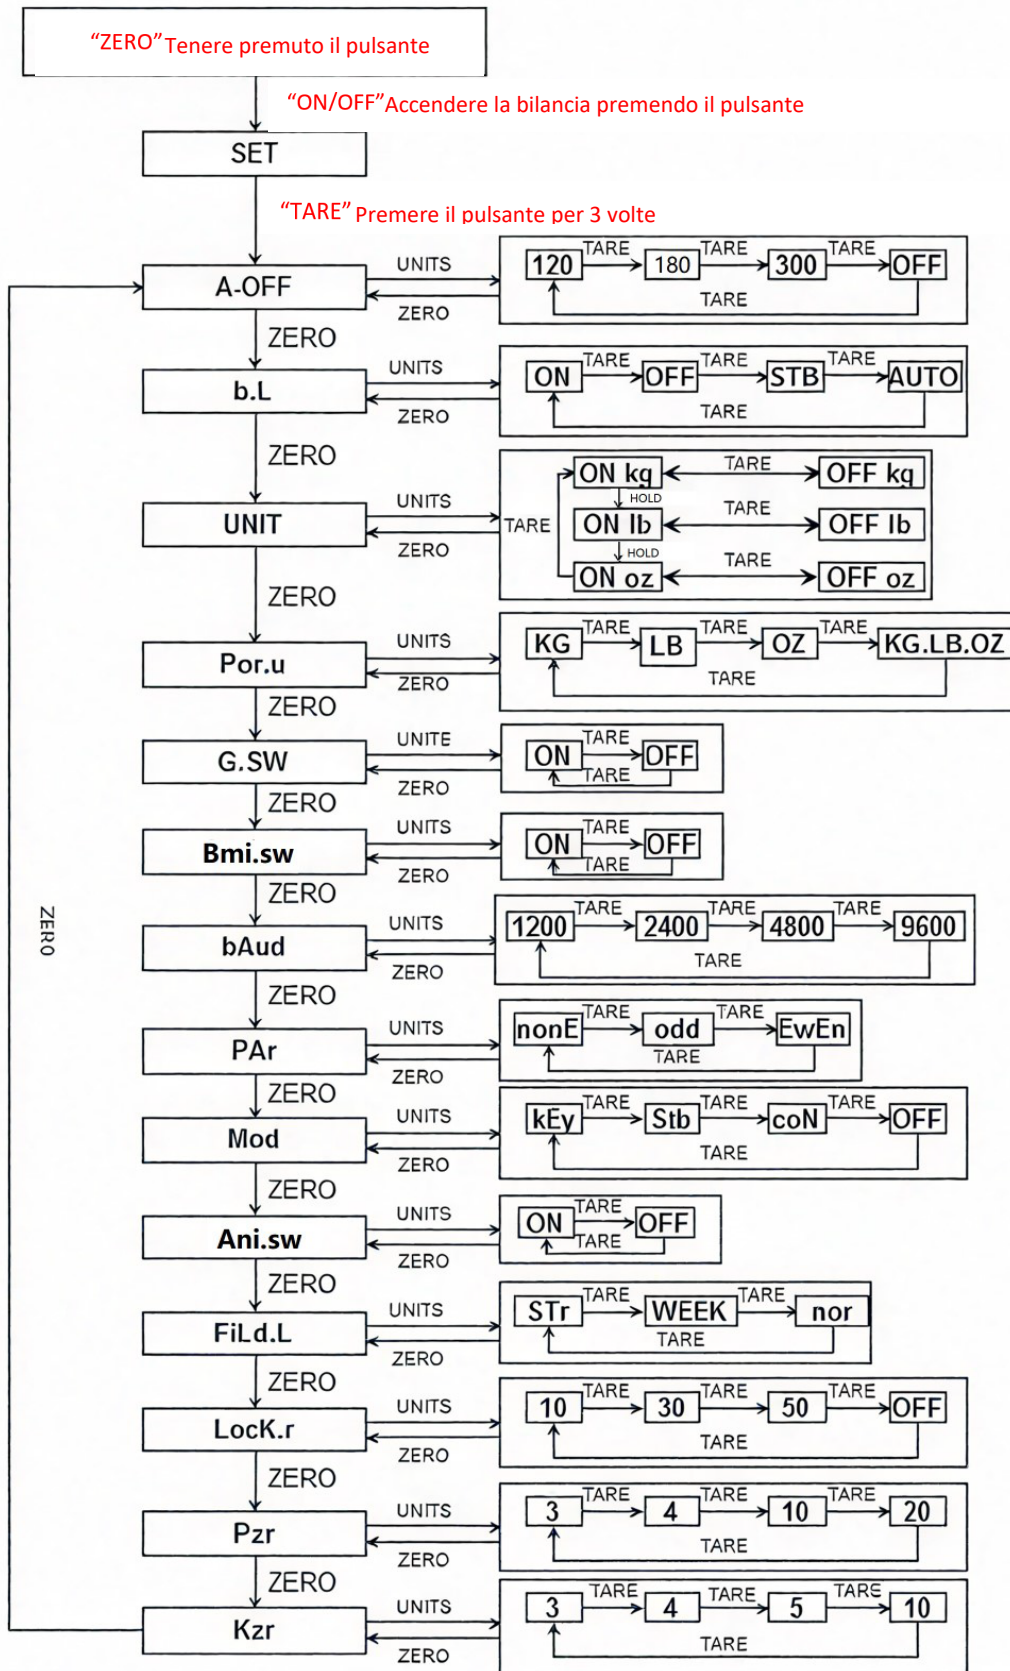 “ZERO” Tenere premuto il pulsante
“ON/OFF” Accendere la bilancia premendo il pulsante
SET
“TARE” Premere il pulsante per 3 volte
A-OFF
UNITS
ZERO
120 TARE 180 TARE 300 TARE OFF
TARE
ZERO
b.L
UNITS
ZERO
ON TARE OFF TARE STB TARE AUTO
TARE
ZERO
UNIT
UNITS
ZERO
TARE
ON kg TARE OFF kg
HOLD
ON lb TARE OFF lb
HOLD
ON oz TARE OFF oz
ZERO
Por.u
UNITS
ZERO
KG TARE LB TARE OZ TARE KG.LB.OZ
TARE
ZERO
G.SW
UNITE
ZERO
ON TARE OFF
TARE
ZERO
Bmi.sw
UNITS
ZERO
ON TARE OFF
TARE
ZERO
bAud
UNITS
ZERO
1200 TARE 2400 TARE 4800 TARE 9600
TARE
ZERO
PAr
UNITS
ZERO
nonE TARE odd TARE EwEn
TARE
ZERO
Mod
UNITS
ZERO
kEy TARE Stb TARE coN TARE OFF
TARE
ZERO
Ani.sw
UNITS
ZERO
ON TARE OFF
TARE
ZERO
FiLd.L
UNITS
ZERO
STr TARE WEEK TARE nor
TARE
ZERO
LocK.r
UNITS
ZERO
10 TARE 30 TARE 50 TARE OFF
TARE
ZERO
Pzr
UNITS
ZERO
3 TARE 4 TARE 10 TARE 20
TARE
ZERO
Kzr
UNITS
ZERO
3 TARE 4 TARE 5 TARE 10
TARE
ZERO